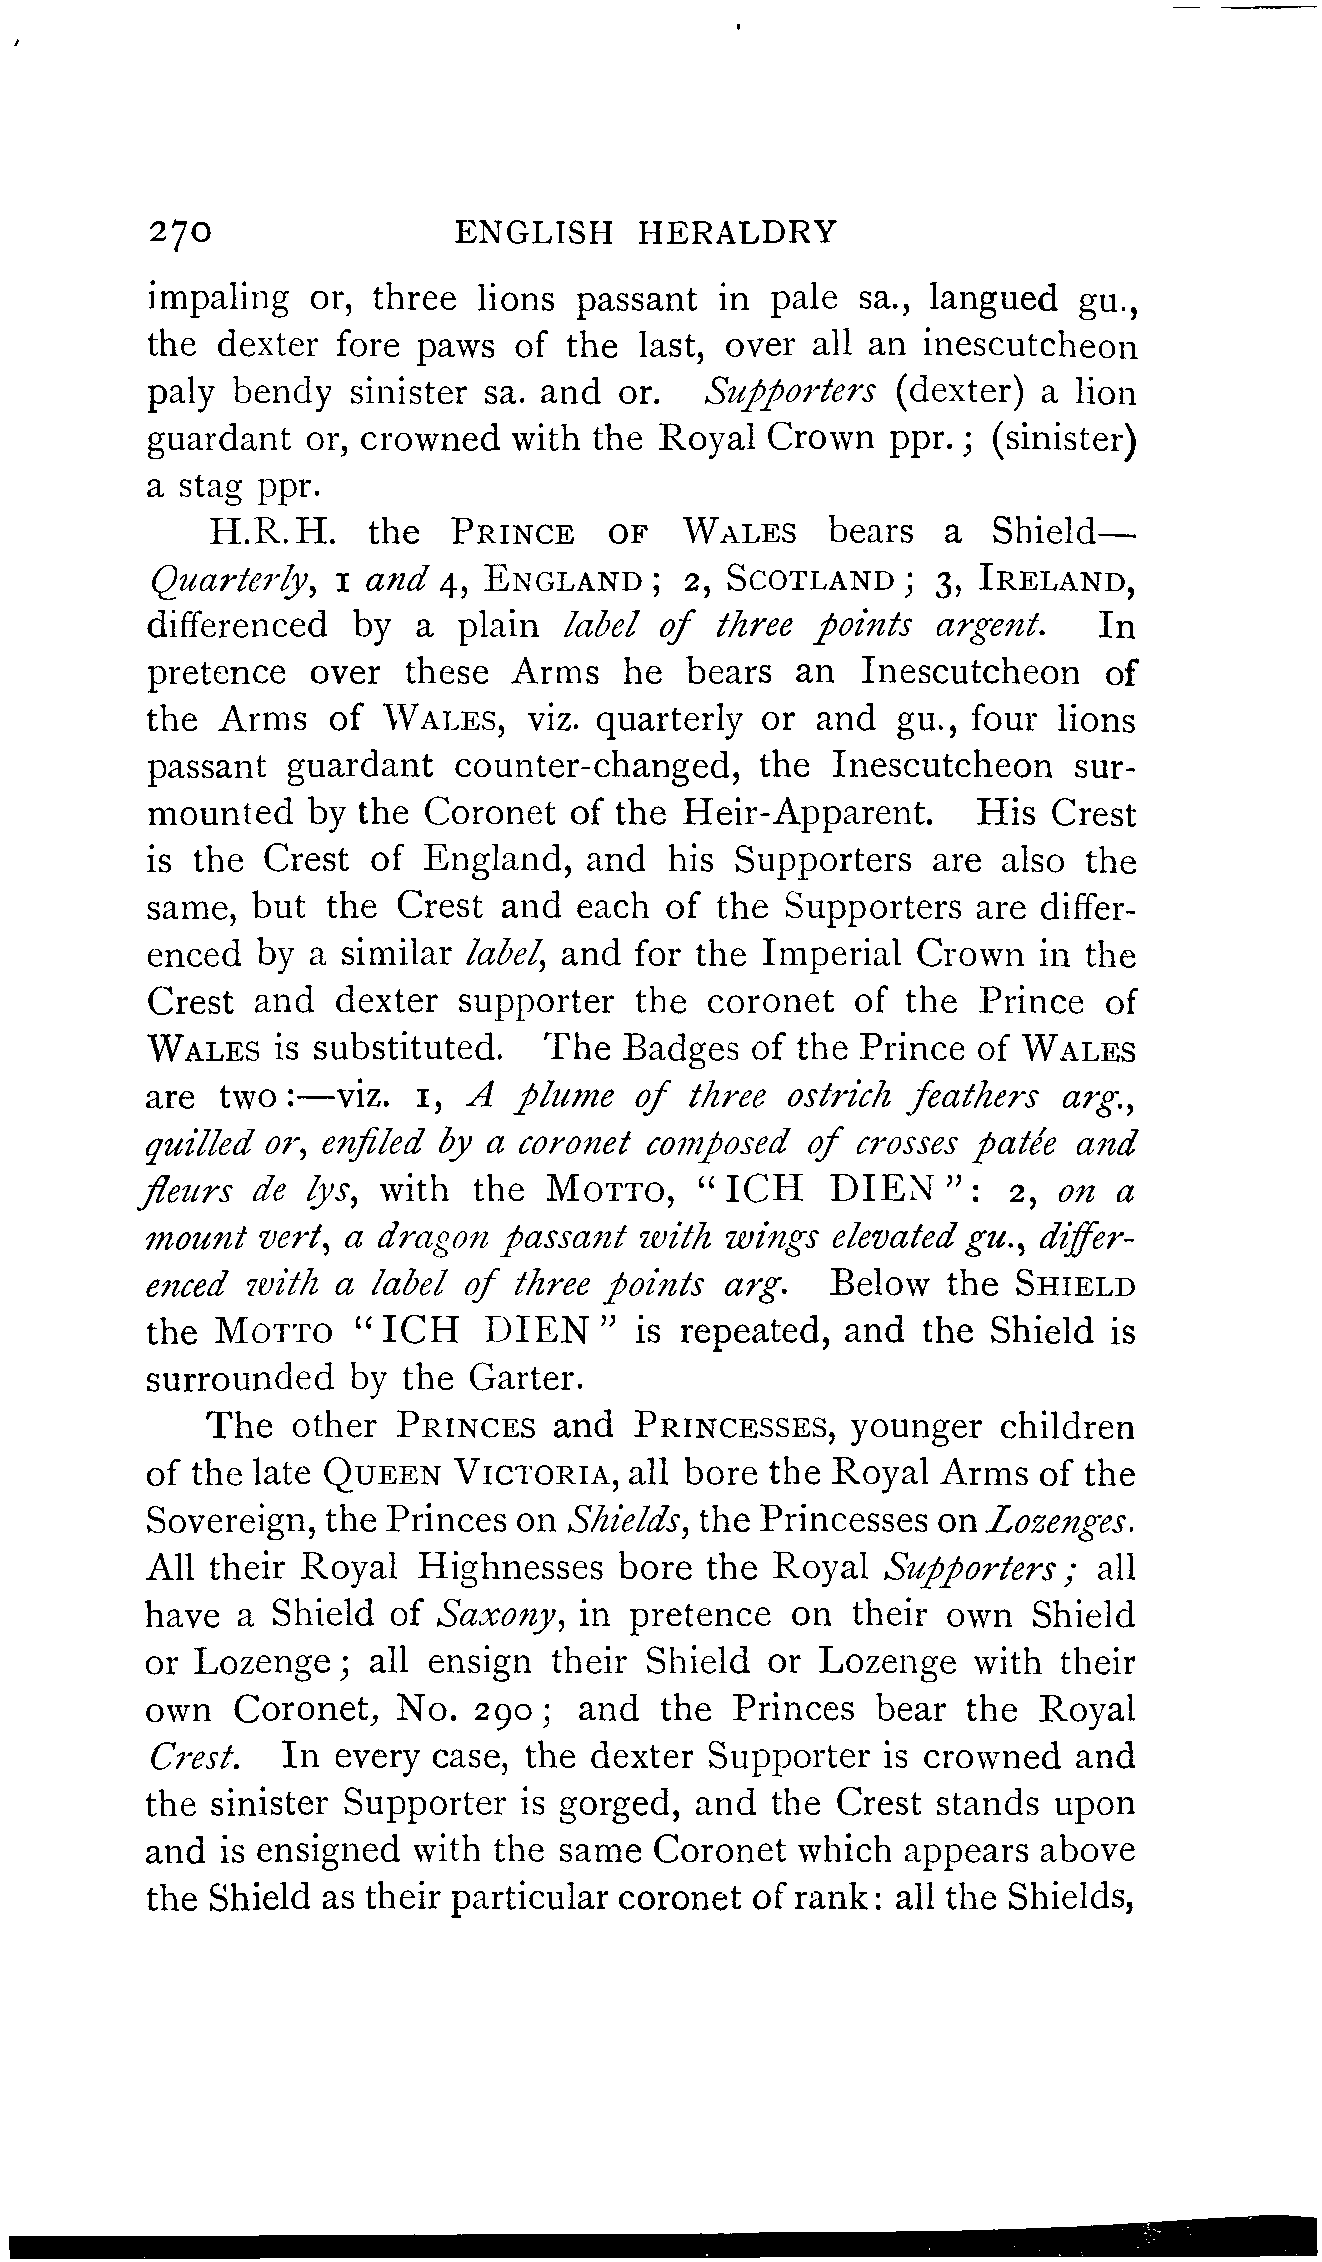 270 ENGLISH HERALDRY
impaling or, three lions passant in pale sa., langued gu.,
the dexter fore paws of the last, over all an inescutcheon
paly bendy sinister sa. and or. Supporters (dexter) a lion
guardant or, crowned with the Royal Crown ppr.; (sinister)
a stag ppr.
H.R.H. the PRINCE OF WALES bears a Shield—
Quarterly, 1 and 4, ENGLAND; 2, SCOTLAND; 3, IRELAND,
differenced by a plain label of three points argent. In
pretence over these Arms he bears an Inescutcheon of
the Arms of WALES, viz. quarterly or and gu., four lions
passant guardant counter-changed, the Inescutcheon sur-
mounted by the Coronet of the Heir-Apparent. His Crest
is the Crest of England, and his Supporters are also the
same, but the Crest and each of the Supporters are differ-
enced by a similar label, and for the Imperial Crown in the
Crest and dexter supporter the coronet of the Prince of
WALES is substituted. The Badges of the Prince of WALES
are two:—viz. 1, A plume of three ostrich feathers arg.,
quilled or, enfiled by a coronet composed of crosses patée and
fleurs de lys, with the MOTTO, "ICH DIEN": 2, on a
mount vert, a dragon passant with wings elevated gu., differ-
enced with a label of three points arg. Below the SHIELD
the MOTTO "ICH DIEN" is repeated, and the Shield is
surrounded by the Garter.
The other PRINCES and PRINCESSES, younger children
of the late QUEEN VICTORIA, all bore the Royal Arms of the
Sovereign, the Princes on Shields, the Princesses on Lozenges.
All their Royal Highnesses bore the Royal Supporters; all
have a Shield of Saxony, in pretence on their own Shield
or Lozenge; all ensign their Shield or Lozenge with their
own Coronet, No. 290; and the Princes bear the Royal
Crest. In every case, the dexter Supporter is crowned and
the sinister Supporter is gorged, and the Crest stands upon
and is ensigned with the same Coronet which appears above
the Shield as their particular coronet of rank: all the Shields,